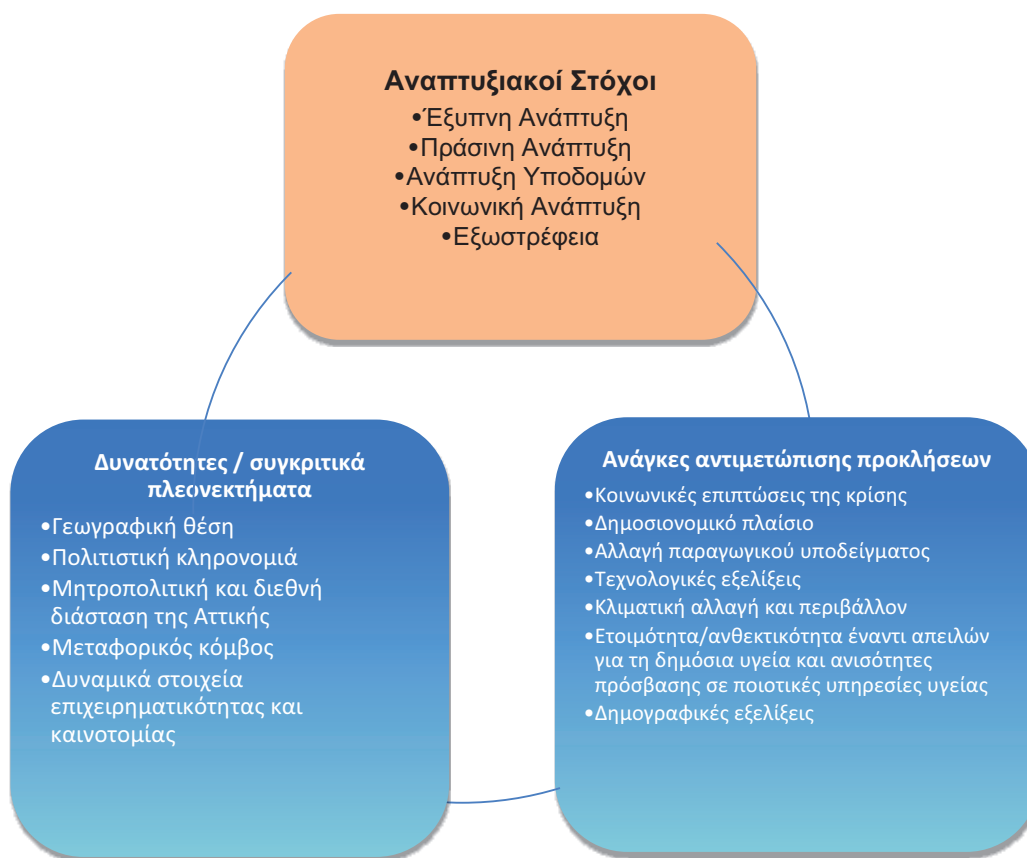 Αναπτυξιακοί Στόχοι
•Έξυπνη Ανάπτυξη
•Πράσινη Ανάπτυξη
•Ανάπτυξη Υποδομών
•Κοινωνική Ανάπτυξη
•Εξωστρέφεια
Δυνατότητες / συγκριτικά
πλεονεκτήματα
•Γεωγραφική θέση
•Πολιτιστική κληρονομιά
•Μητροπολιτική και διεθνή
διάσταση της Αττικής
•Μεταφορικός κόμβος
•Δυναμικά στοιχεία
επιχειρηματικότητας και
καινοτομίας
Ανάγκες αντιμετώπισης προκλήσεων
•Κοινωνικές επιπτώσεις της κρίσης
•Δημοσιονομικό πλαίσιο
•Αλλαγή παραγωγικού υποδείγματος
•Τεχνολογικές εξελίξεις
•Κλιματική αλλαγή και περιβάλλον
•Ετοιμότητα/ανθεκτικότητα έναντι απειλών
για τη δημόσια υγεία και ανισότητες
πρόσβασης σε ποιοτικές υπηρεσίες υγείας
•Δημογραφικές εξελίξεις